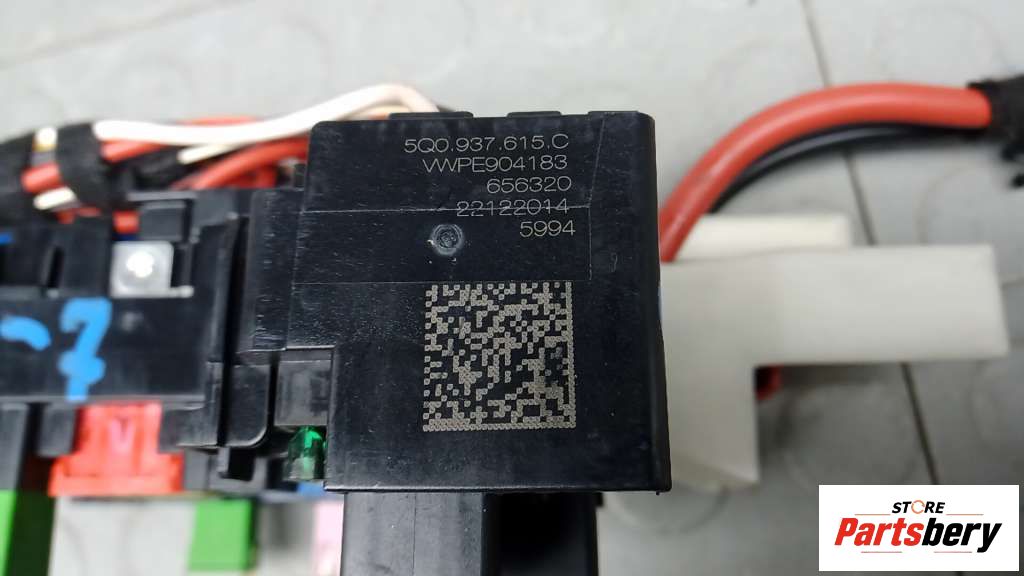 5Q0.937.615.C
VWPE904183
656320
22122014
5994
-7
STORE
Partsbery